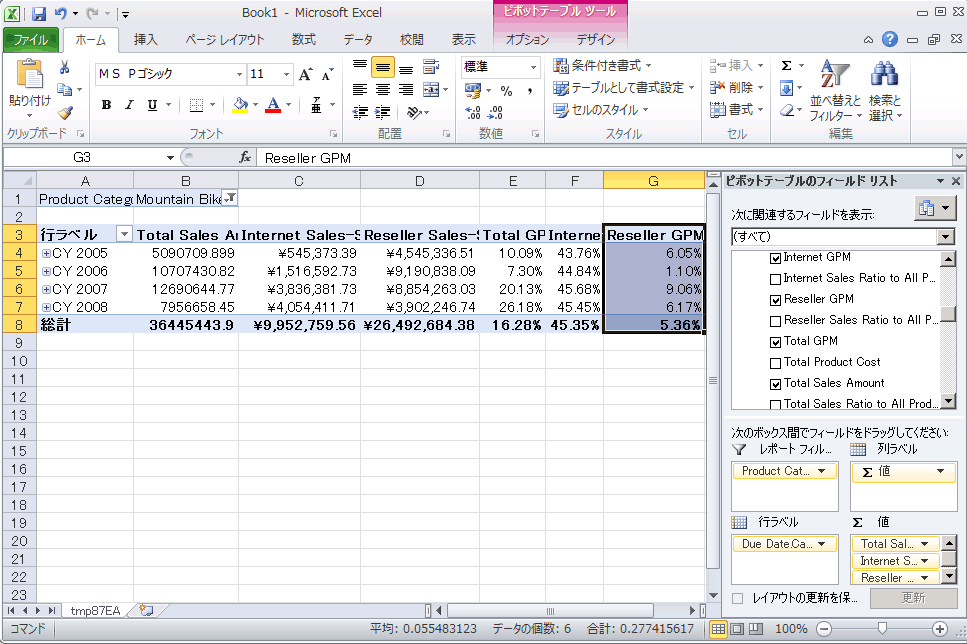 Book1 - Microsoft Excel
ピボットテーブル ツール
ファイル ホーム 挿入 ページ レイアウト 数式 データ 校閲 表示 オプション デザイン
貼り付け
クリップボード
ＭＳ Ｐゴシック 11
B I U
A
フォント
配置
標準
% ,
数値
条件付き書式
テーブルとして書式設定
セルのスタイル
スタイル
挿入
削除
書式
セル
Σ
並べ替えと
フィルター
検索と
選択
編集
G3 fx Reseller GPM
A B C D E F G
1 Product Categ Mountain Bike
2
3 行ラベル Total Sales A Internet Sales-S Reseller Sales- Total GP Interne Reseller GPM
4 CY 2005 5090709.899 ¥545,373.39 ¥4,545,336.51 10.09% 43.76% 6.05%
5 CY 2006 10707430.82 ¥1,516,592.73 ¥9,190,838.09 7.30% 44.84% 1.10%
6 CY 2007 12690644.77 ¥3,836,381.73 ¥8,854,263.03 20.13% 45.68% 9.06%
7 CY 2008 7956658.45 ¥4,054,411.71 ¥3,902,246.74 26.18% 45.45% 6.17%
8 総計 36445443.9 ¥9,952,759.56 ¥26,492,684.38 16.28% 45.35% 5.36%
9
10
11
12
13
14
15
16
17
18
19
20
21
22
23
tmp87EA
コマンド 平均: 0.055483123 データの個数: 6 合計: 0.277415617 100%
ピボットテーブルのフィールド リスト
次に関連するフィールドを表示:
(すべて)
Internet GPM
Internet Sales Ratio to All P...
Reseller GPM
Reseller Sales Ratio to All P...
Total GPM
Total Product Cost
Total Sales Amount
Total Sales Ratio to All Prod...
次のボックス間でフィールドをドラッグしてください:
レポート フィル... 列ラベル
Product Cat... Σ 値
行ラベル Σ 値
Due Date.Ca... Total Sal...
Internet S...
Reseller ...
レイアウトの更新を保... 更新